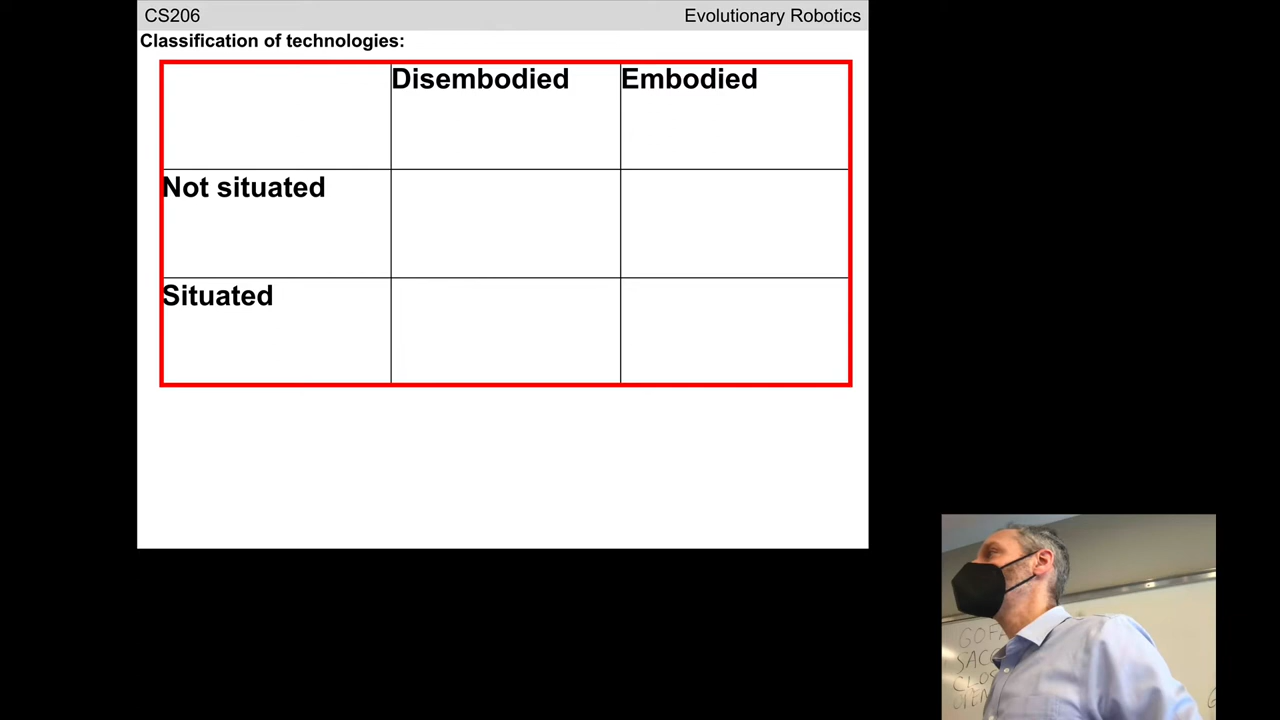 CS206
Evolutionary Robotics
Classification of technologies:
Disembodied
Embodied
Not situated
Situated